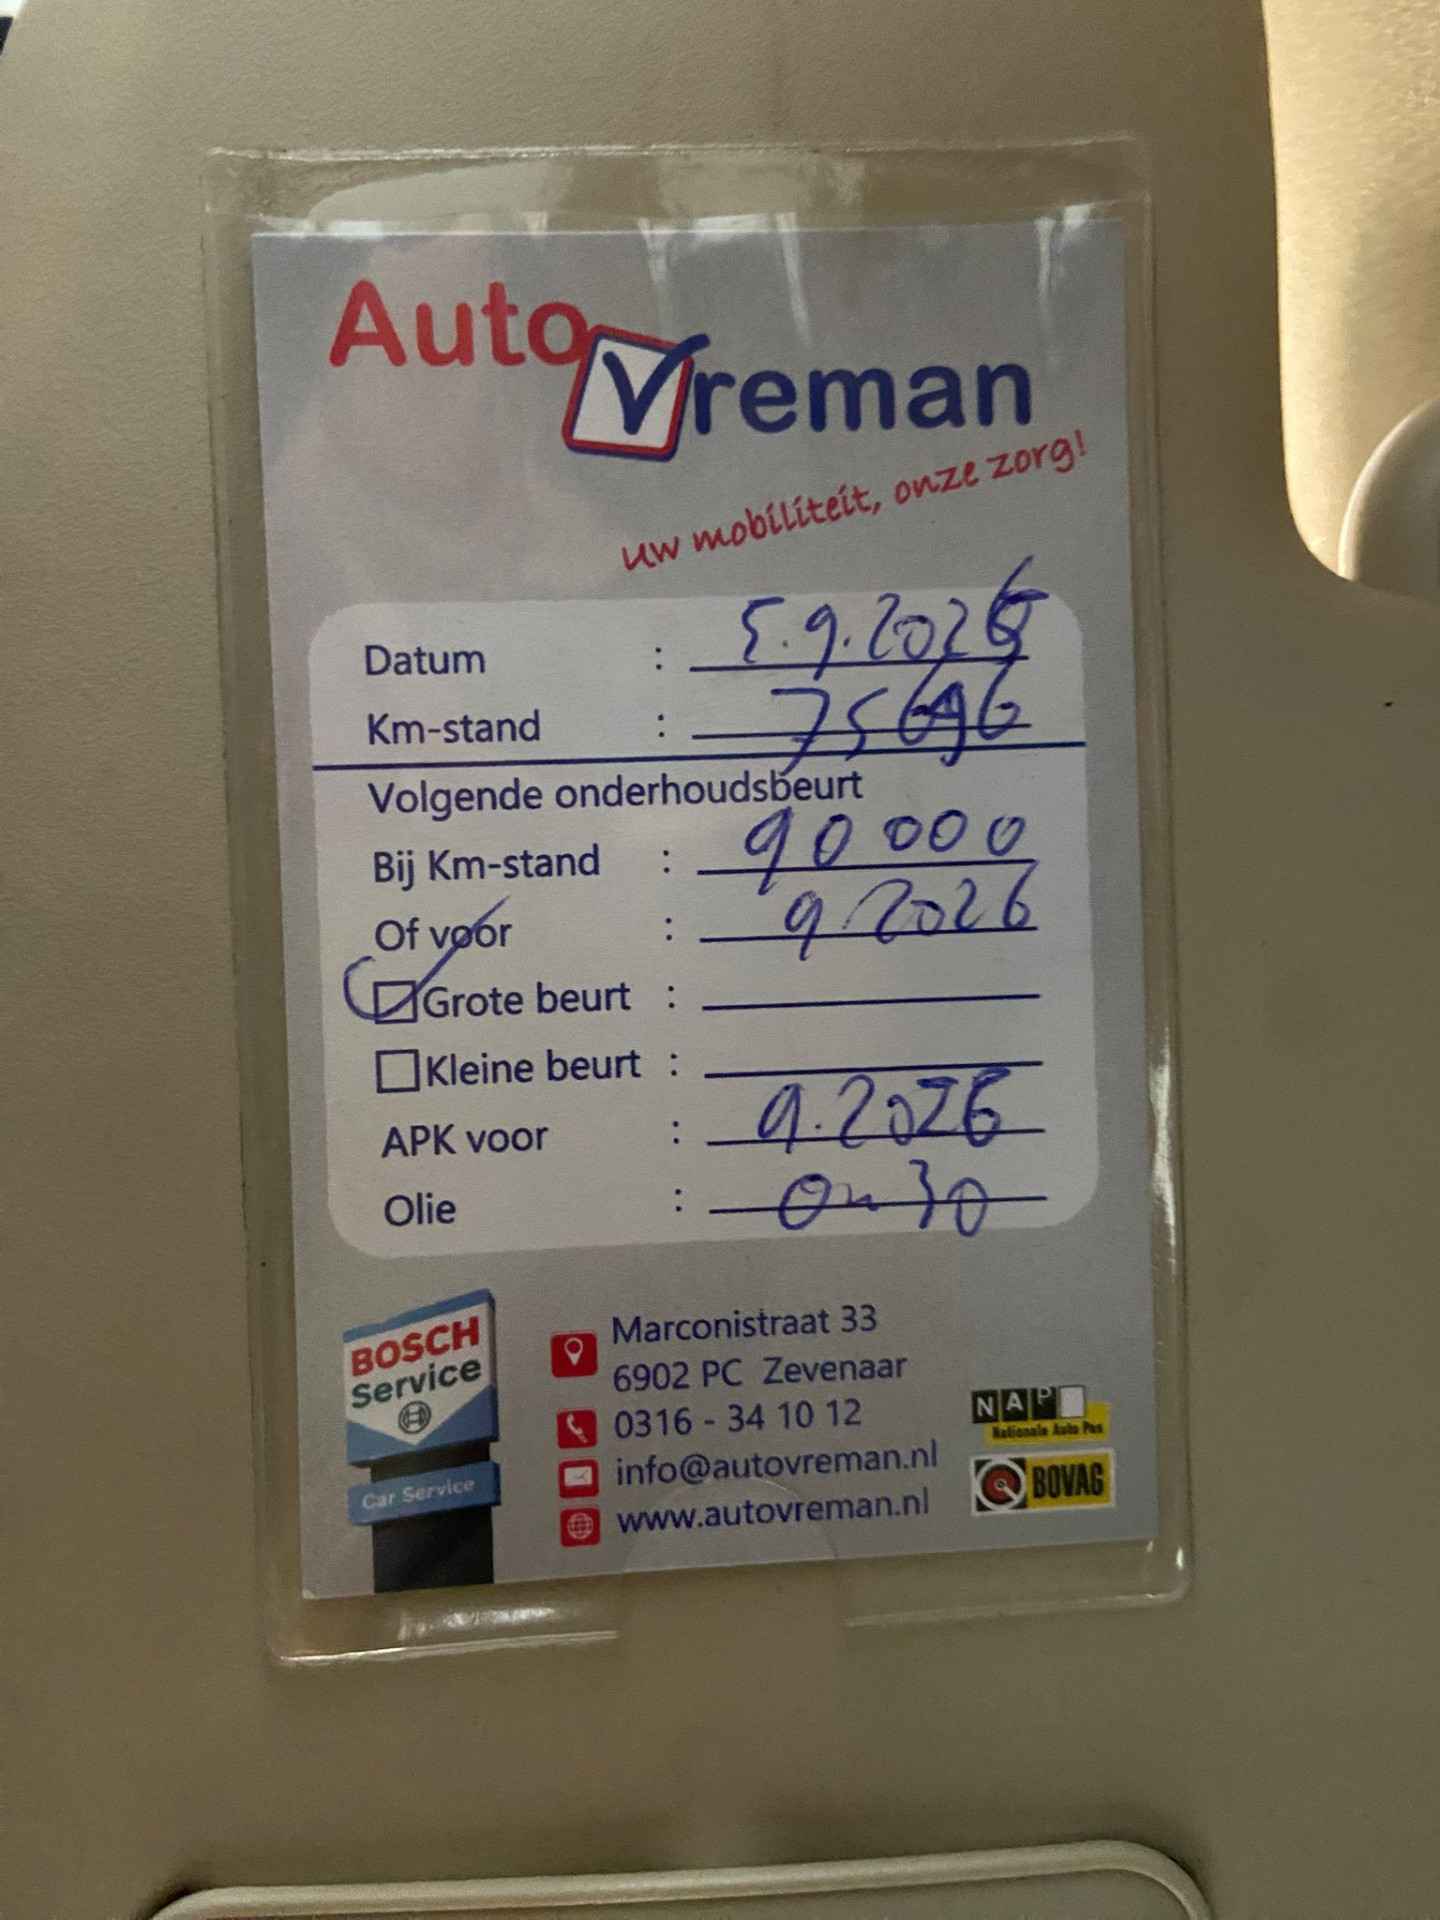 Auto Vreman
uw mobiliteit, onze zorg!
Datum : 5.9.2025
Km-stand : 75696
Volgende onderhoudsbeurt
Bij Km-stand : 90 000
Of voor : 9.2026
Grote beurt :
Kleine beurt :
APK voor : 9.2026
Olie : 0w30
BOSCH
Service
Car Service
Marconistraat 33
6902 PC Zevenaar
0316 - 34 10 12
info@autovreman.nl
www.autovreman.nl
NAP
Nationale Auto Pas
BOVAG